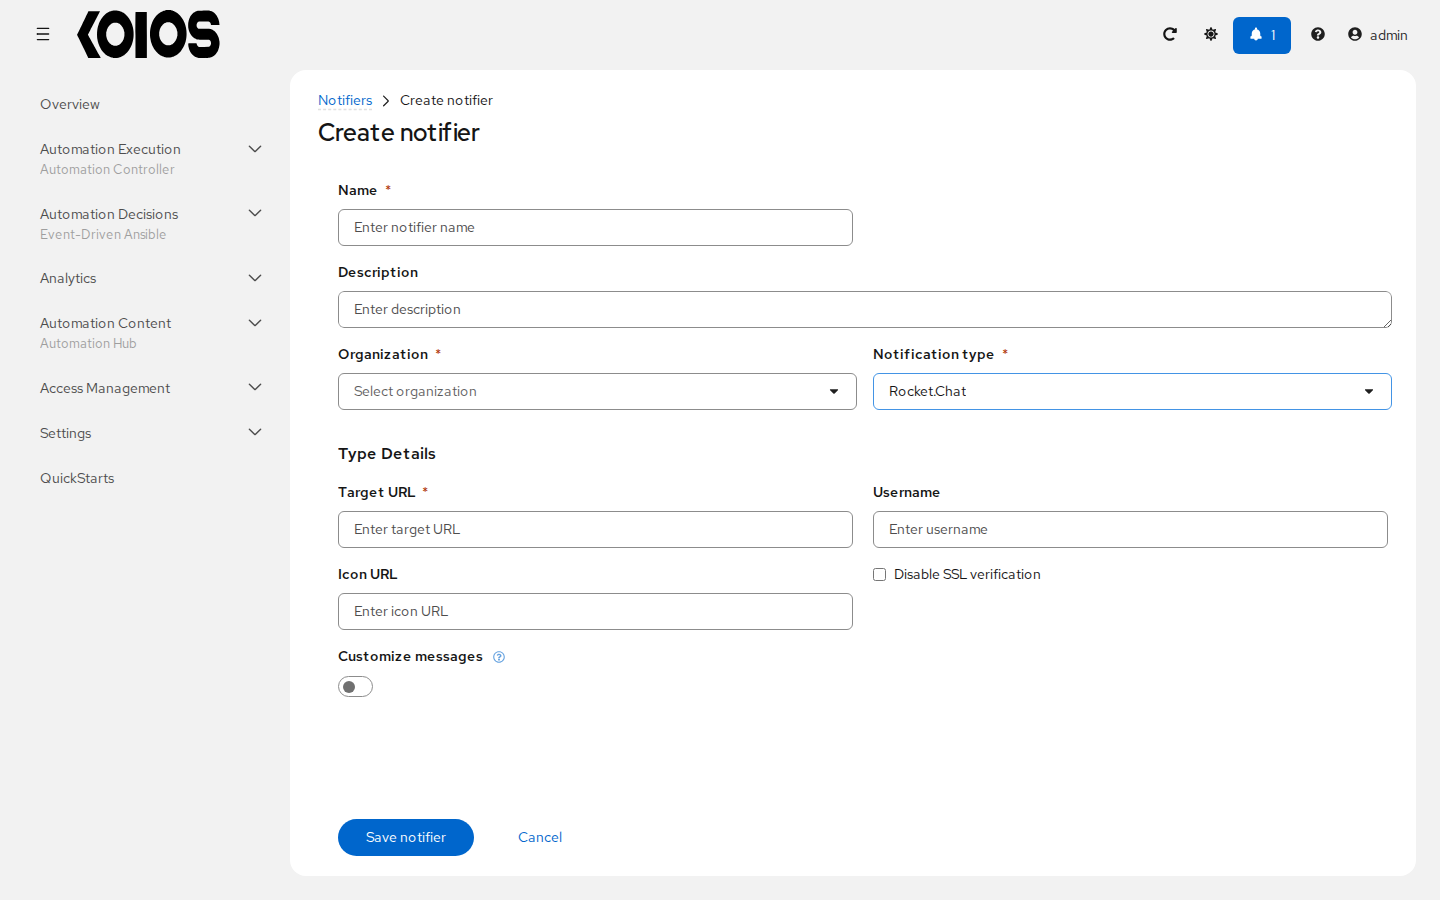 KOIOS
1
admin
Overview
Automation Execution
Automation Controller
Automation Decisions
Event-Driven Ansible
Analytics
Automation Content
Automation Hub
Access Management
Settings
QuickStarts
Notifiers > Create notifier
Create notifier
Name *
Enter notifier name
Description
Enter description
Organization *
Select organization
Notification type *
Rocket.Chat
Type Details
Target URL *
Enter target URL
Username
Enter username
Icon URL
Enter icon URL
Disable SSL verification
Customize messages
Save notifier
Cancel